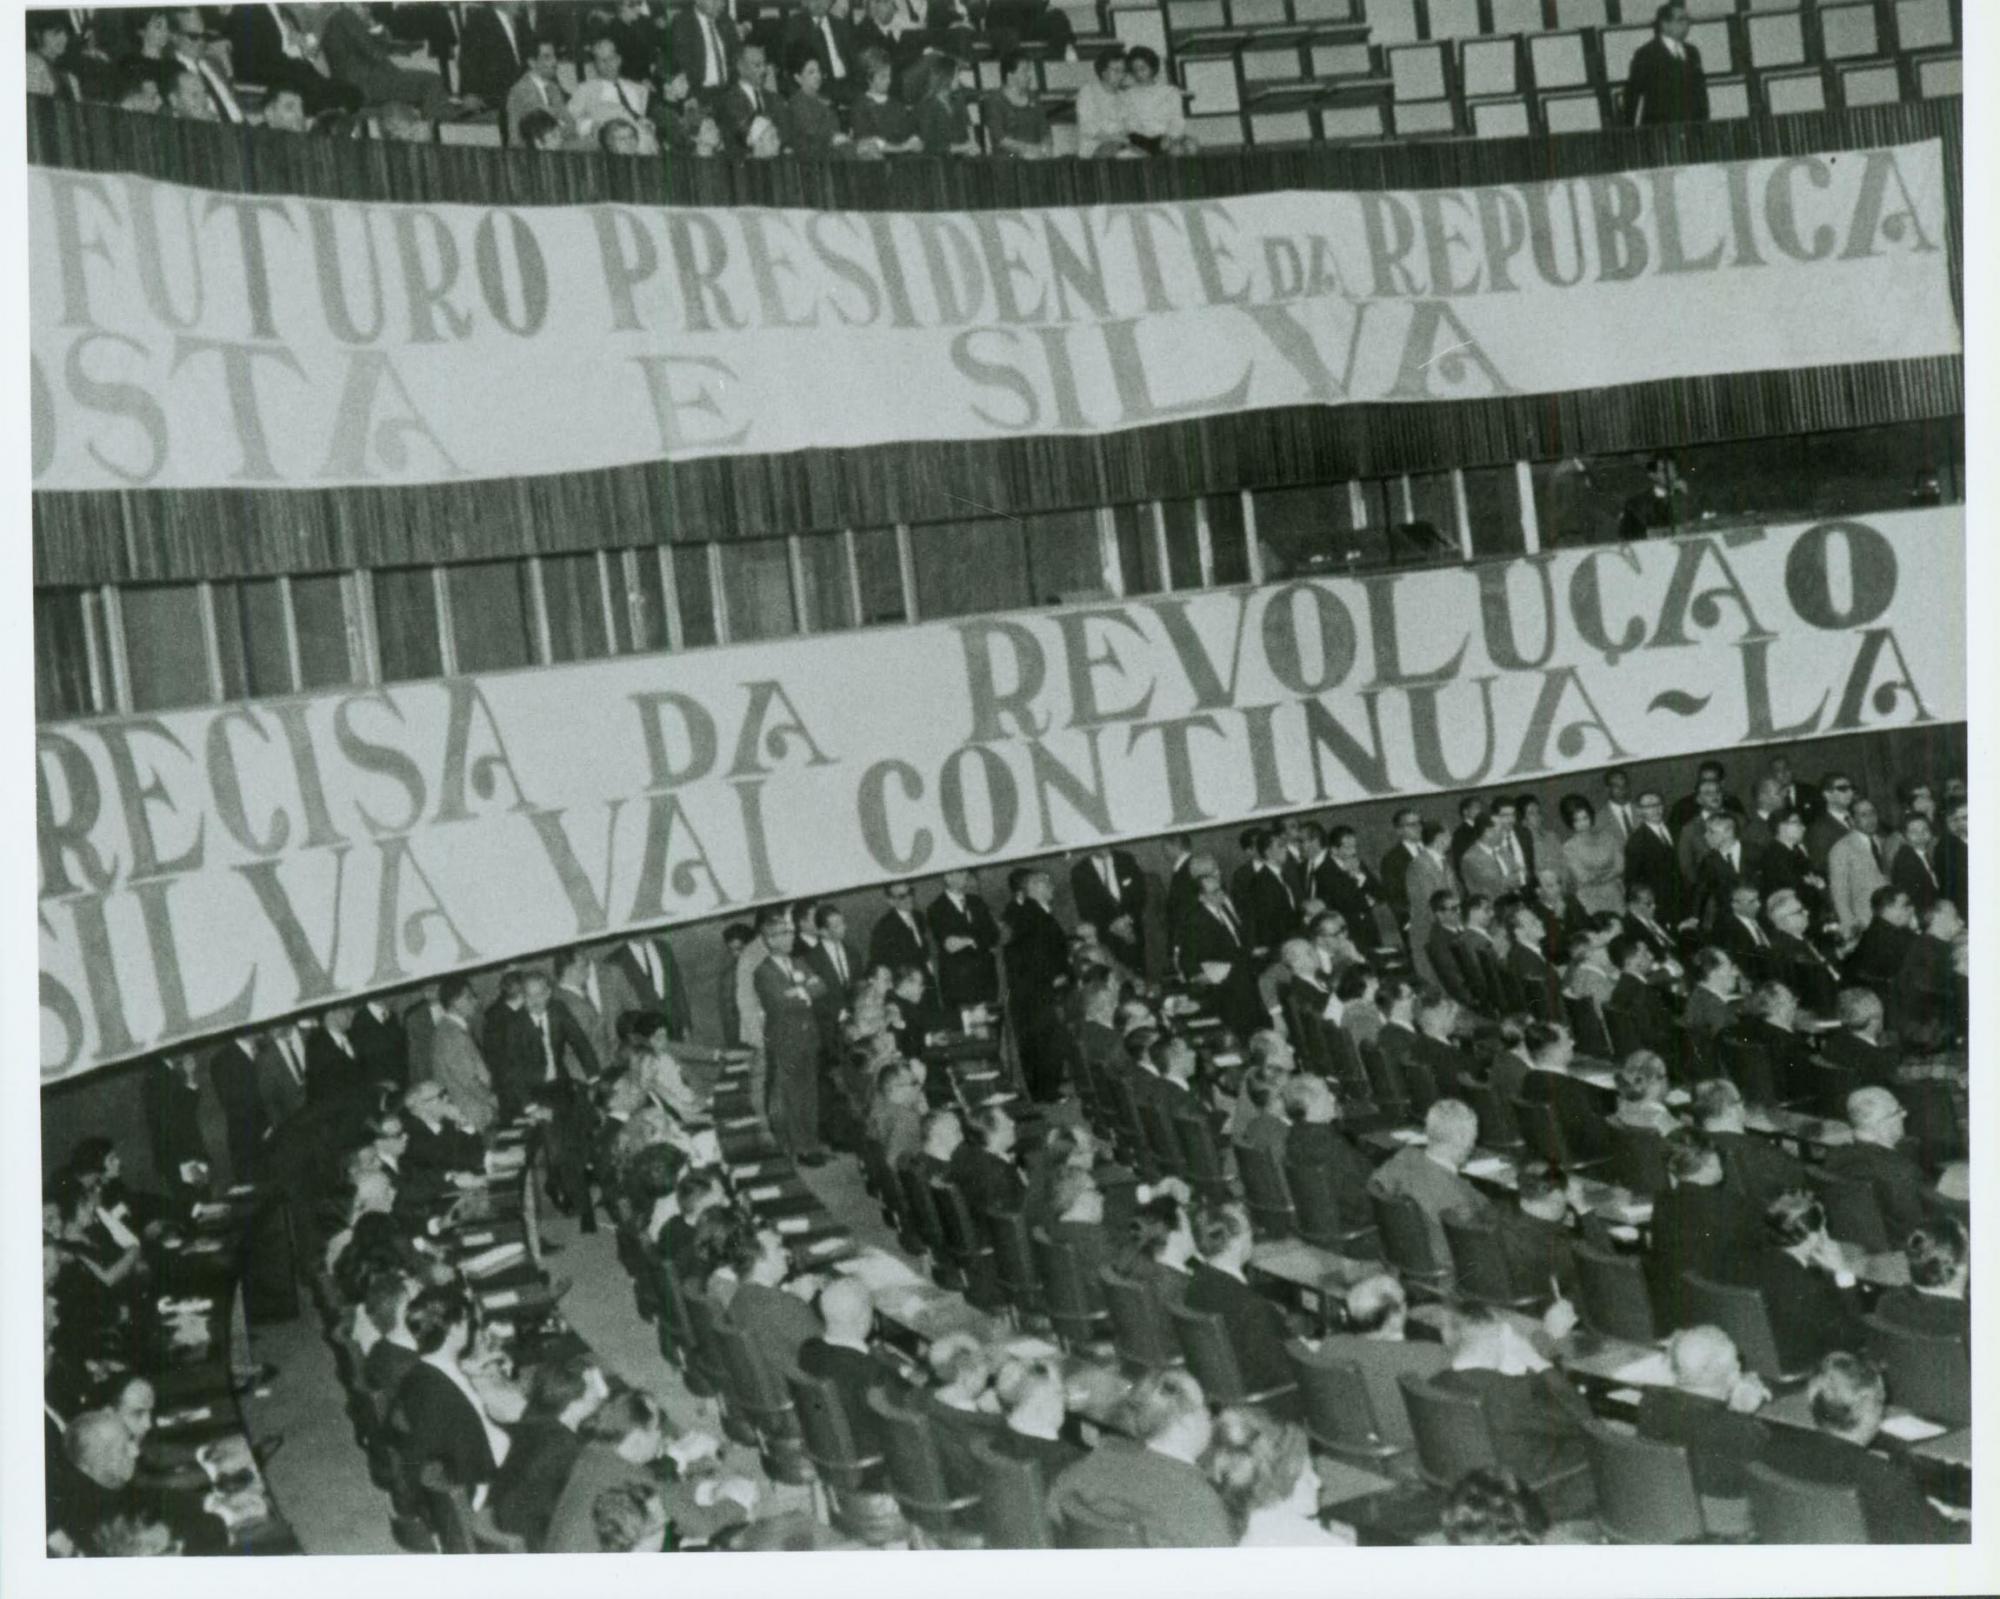 FUTURO PRESIDENTE DA REPUBLICA
OSTA E SILVA
RECISA DA REVOLUÇÃO
SILVA VAI CONTINUA~LA